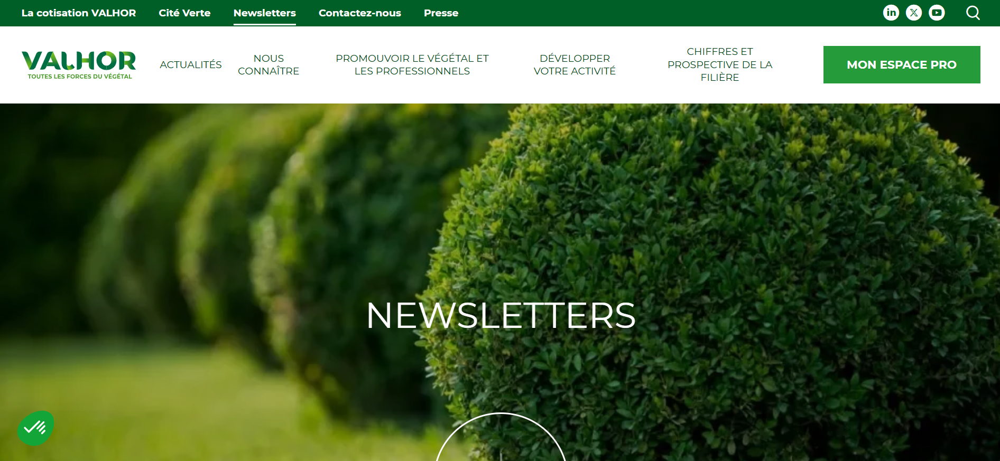 La cotisation VALHOR
Cité Verte
Newsletters
Contactez-nous
Presse
in
X
VALHOR
TOUTES LES FORCES DU VÉGÉTAL
ACTUALITÉS
NOUS
CONNAÎTRE
PROMOUVOIR LE VÉGÉTAL ET
LES PROFESSIONNELS
DÉVELOPPER
VOTRE ACTIVITÉ
CHIFFRES ET
PROSPECTIVE DE LA
FILIÈRE
MON ESPACE PRO
NEWSLETTERS